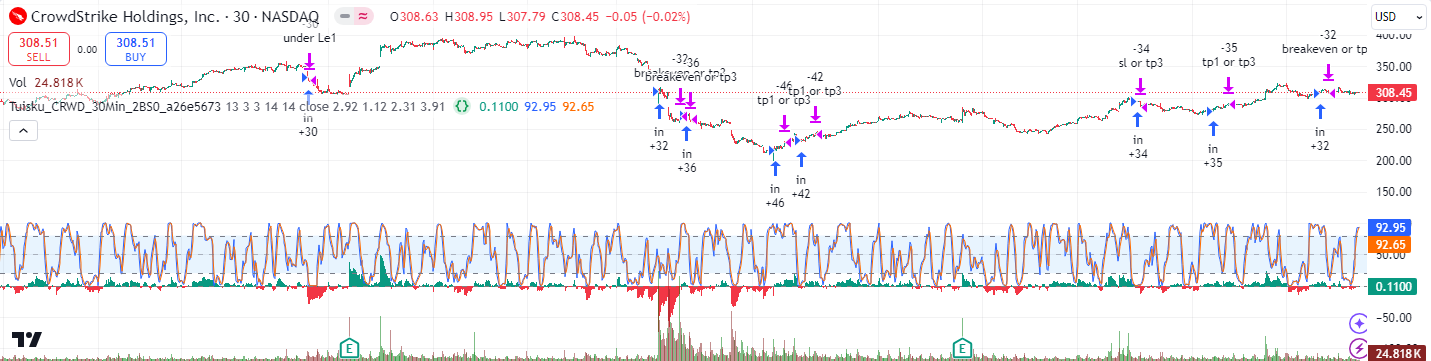 CrowdStrike Holdings, Inc. · 30 · NASDAQ
O308.63 H308.95 L307.79 C308.45 −0.05 (−0.02%)
USD
308.51
SELL
0.00
308.51
BUY
Vol 24.818 K
Tuisku_CRWD_30Min_2BS0_a26e5673 13 3 3 14 14 close 2.92 1.12 2.31 3.91 0.1100 92.95 92.65
-30
under Le1
in
+30
-32
-36
breakeven or tp3
in
+32
in
+36
-46
tp1 or tp3
-42
tp1 or tp3
in
+46
in
+42
-34
sl or tp3
in
+34
-35
tp1 or tp3
in
+35
-32
breakeven or tp
in
+32
400.00
350.00
308.45
300.00
250.00
200.00
150.00
92.95
92.65
50.00
0.1100
−50.00
24.818 K
E
E